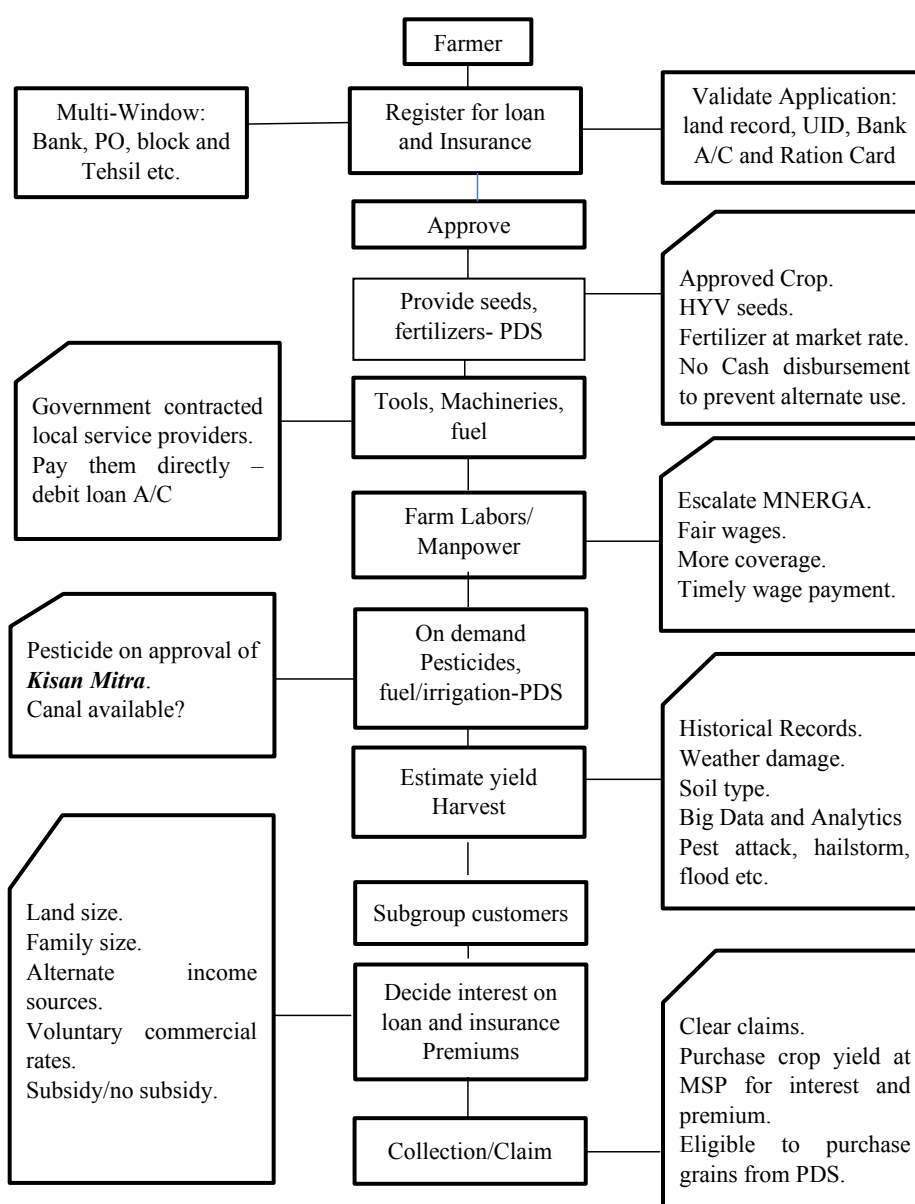 Farmer
Multi-Window:
Bank, PO, block and
Tehsil etc.
Register for loan
and Insurance
Validate Application:
land record, UID, Bank
A/C and Ration Card
Approve
Provide seeds,
fertilizers- PDS
Approved Crop.
HYV seeds.
Fertilizer at market rate.
No Cash disbursement
to prevent alternate use.
Government contracted
local service providers.
Pay them directly –
debit loan A/C
Tools, Machineries,
fuel
Farm Labors/
Manpower
Escalate MNERGA.
Fair wages.
More coverage.
Timely wage payment.
Pesticide on approval of
Kisan Mitra.
Canal available?
On demand
Pesticides,
fuel/irrigation-PDS
Estimate yield
Harvest
Historical Records.
Weather damage.
Soil type.
Big Data and Analytics
Pest attack, hailstorm,
flood etc.
Subgroup customers
Land size.
Family size.
Alternate income
sources.
Voluntary commercial
rates.
Subsidy/no subsidy.
Decide interest on
loan and insurance
Premiums
Collection/Claim
Clear claims.
Purchase crop yield at
MSP for interest and
premium.
Eligible to purchase
grains from PDS.